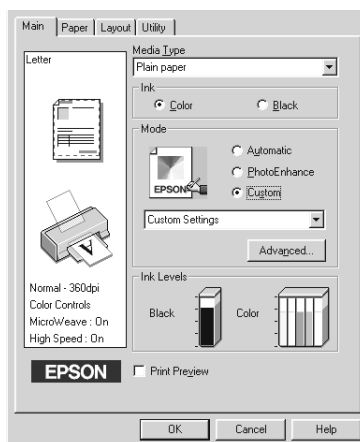 Main Paper Layout Utility
Letter
Normal - 360dpi
Color Controls
MicroWeave : On
High Speed : On
EPSON
Media Type
Plain paper
Ink
Color Black
Mode
EPSON
Automatic
PhotoEnhance
Custom
Custom Settings
Advanced...
Ink Levels
Black Color
Print Preview
OK Cancel Help